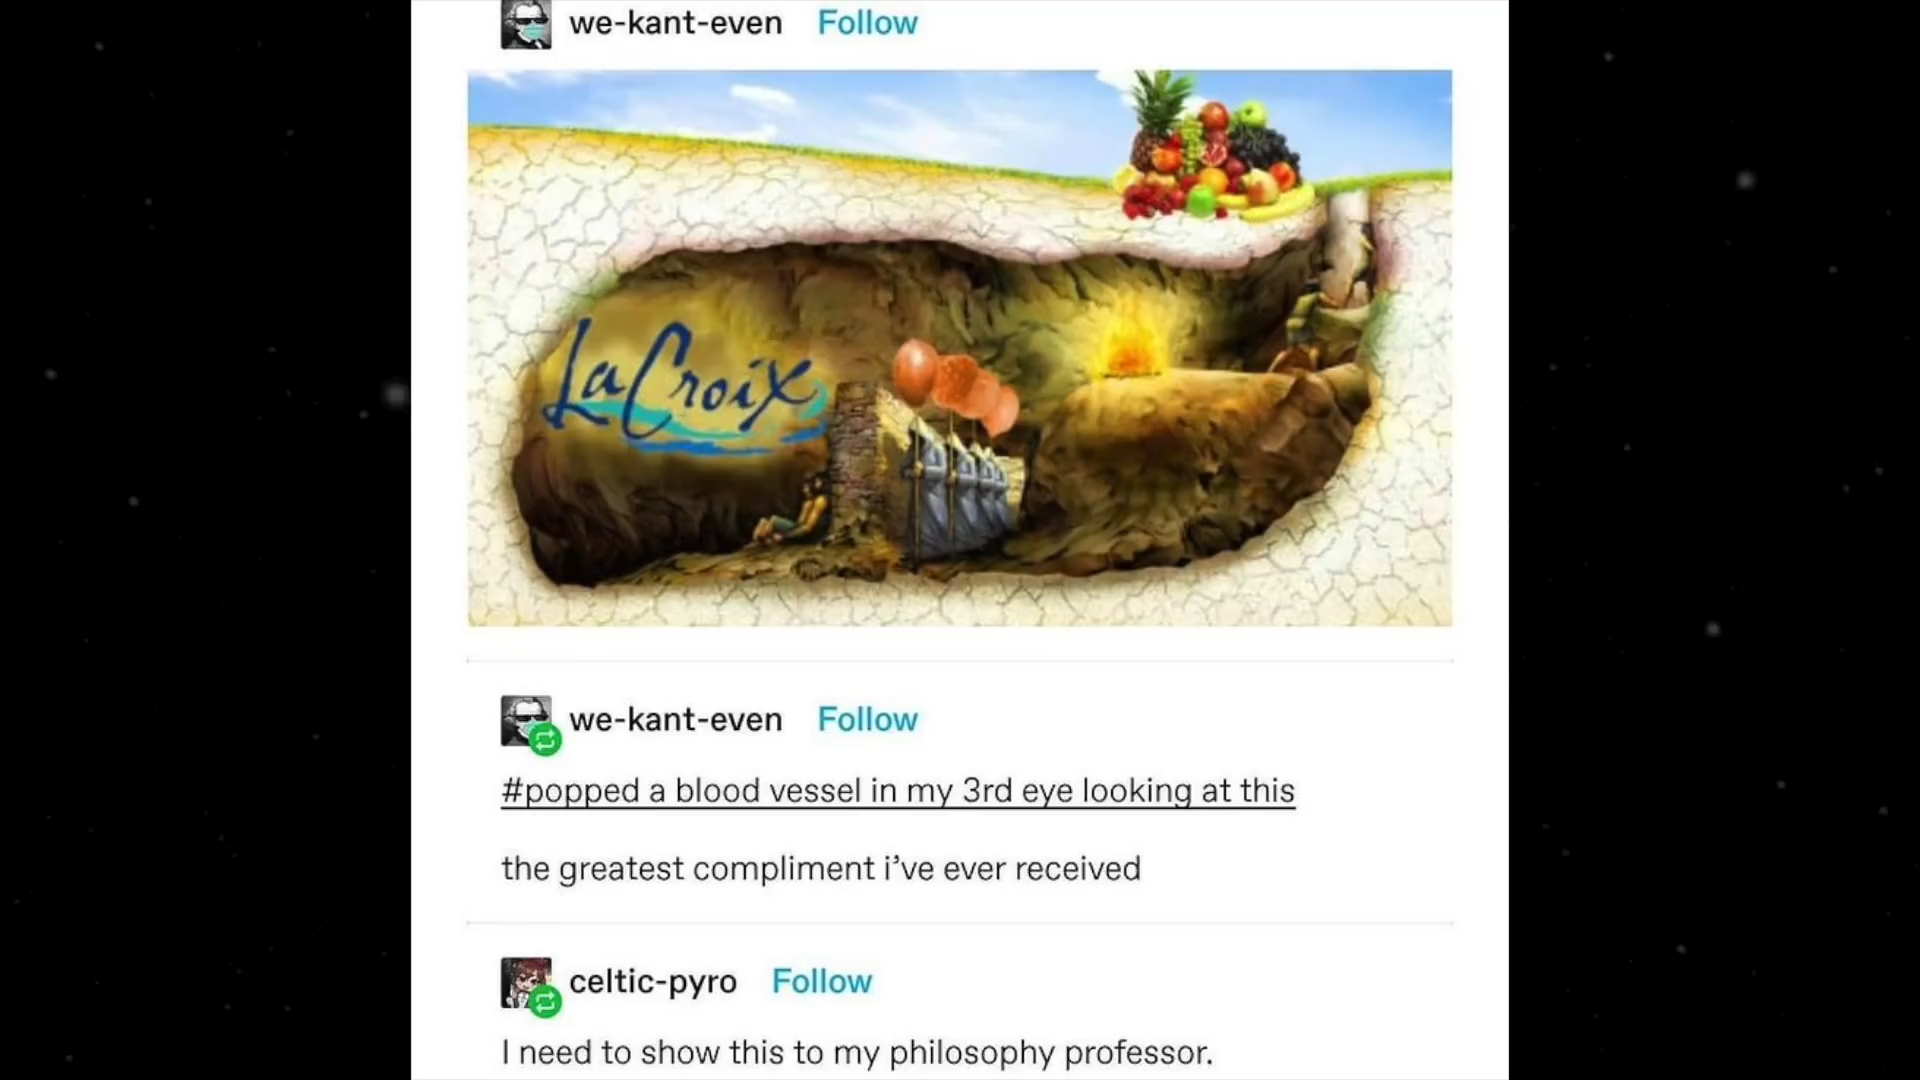 we-kant-even Follow
LaCroix
we-kant-even Follow
#popped a blood vessel in my 3rd eye looking at this
the greatest compliment i’ve ever received
celtic-pyro Follow
I need to show this to my philosophy professor.